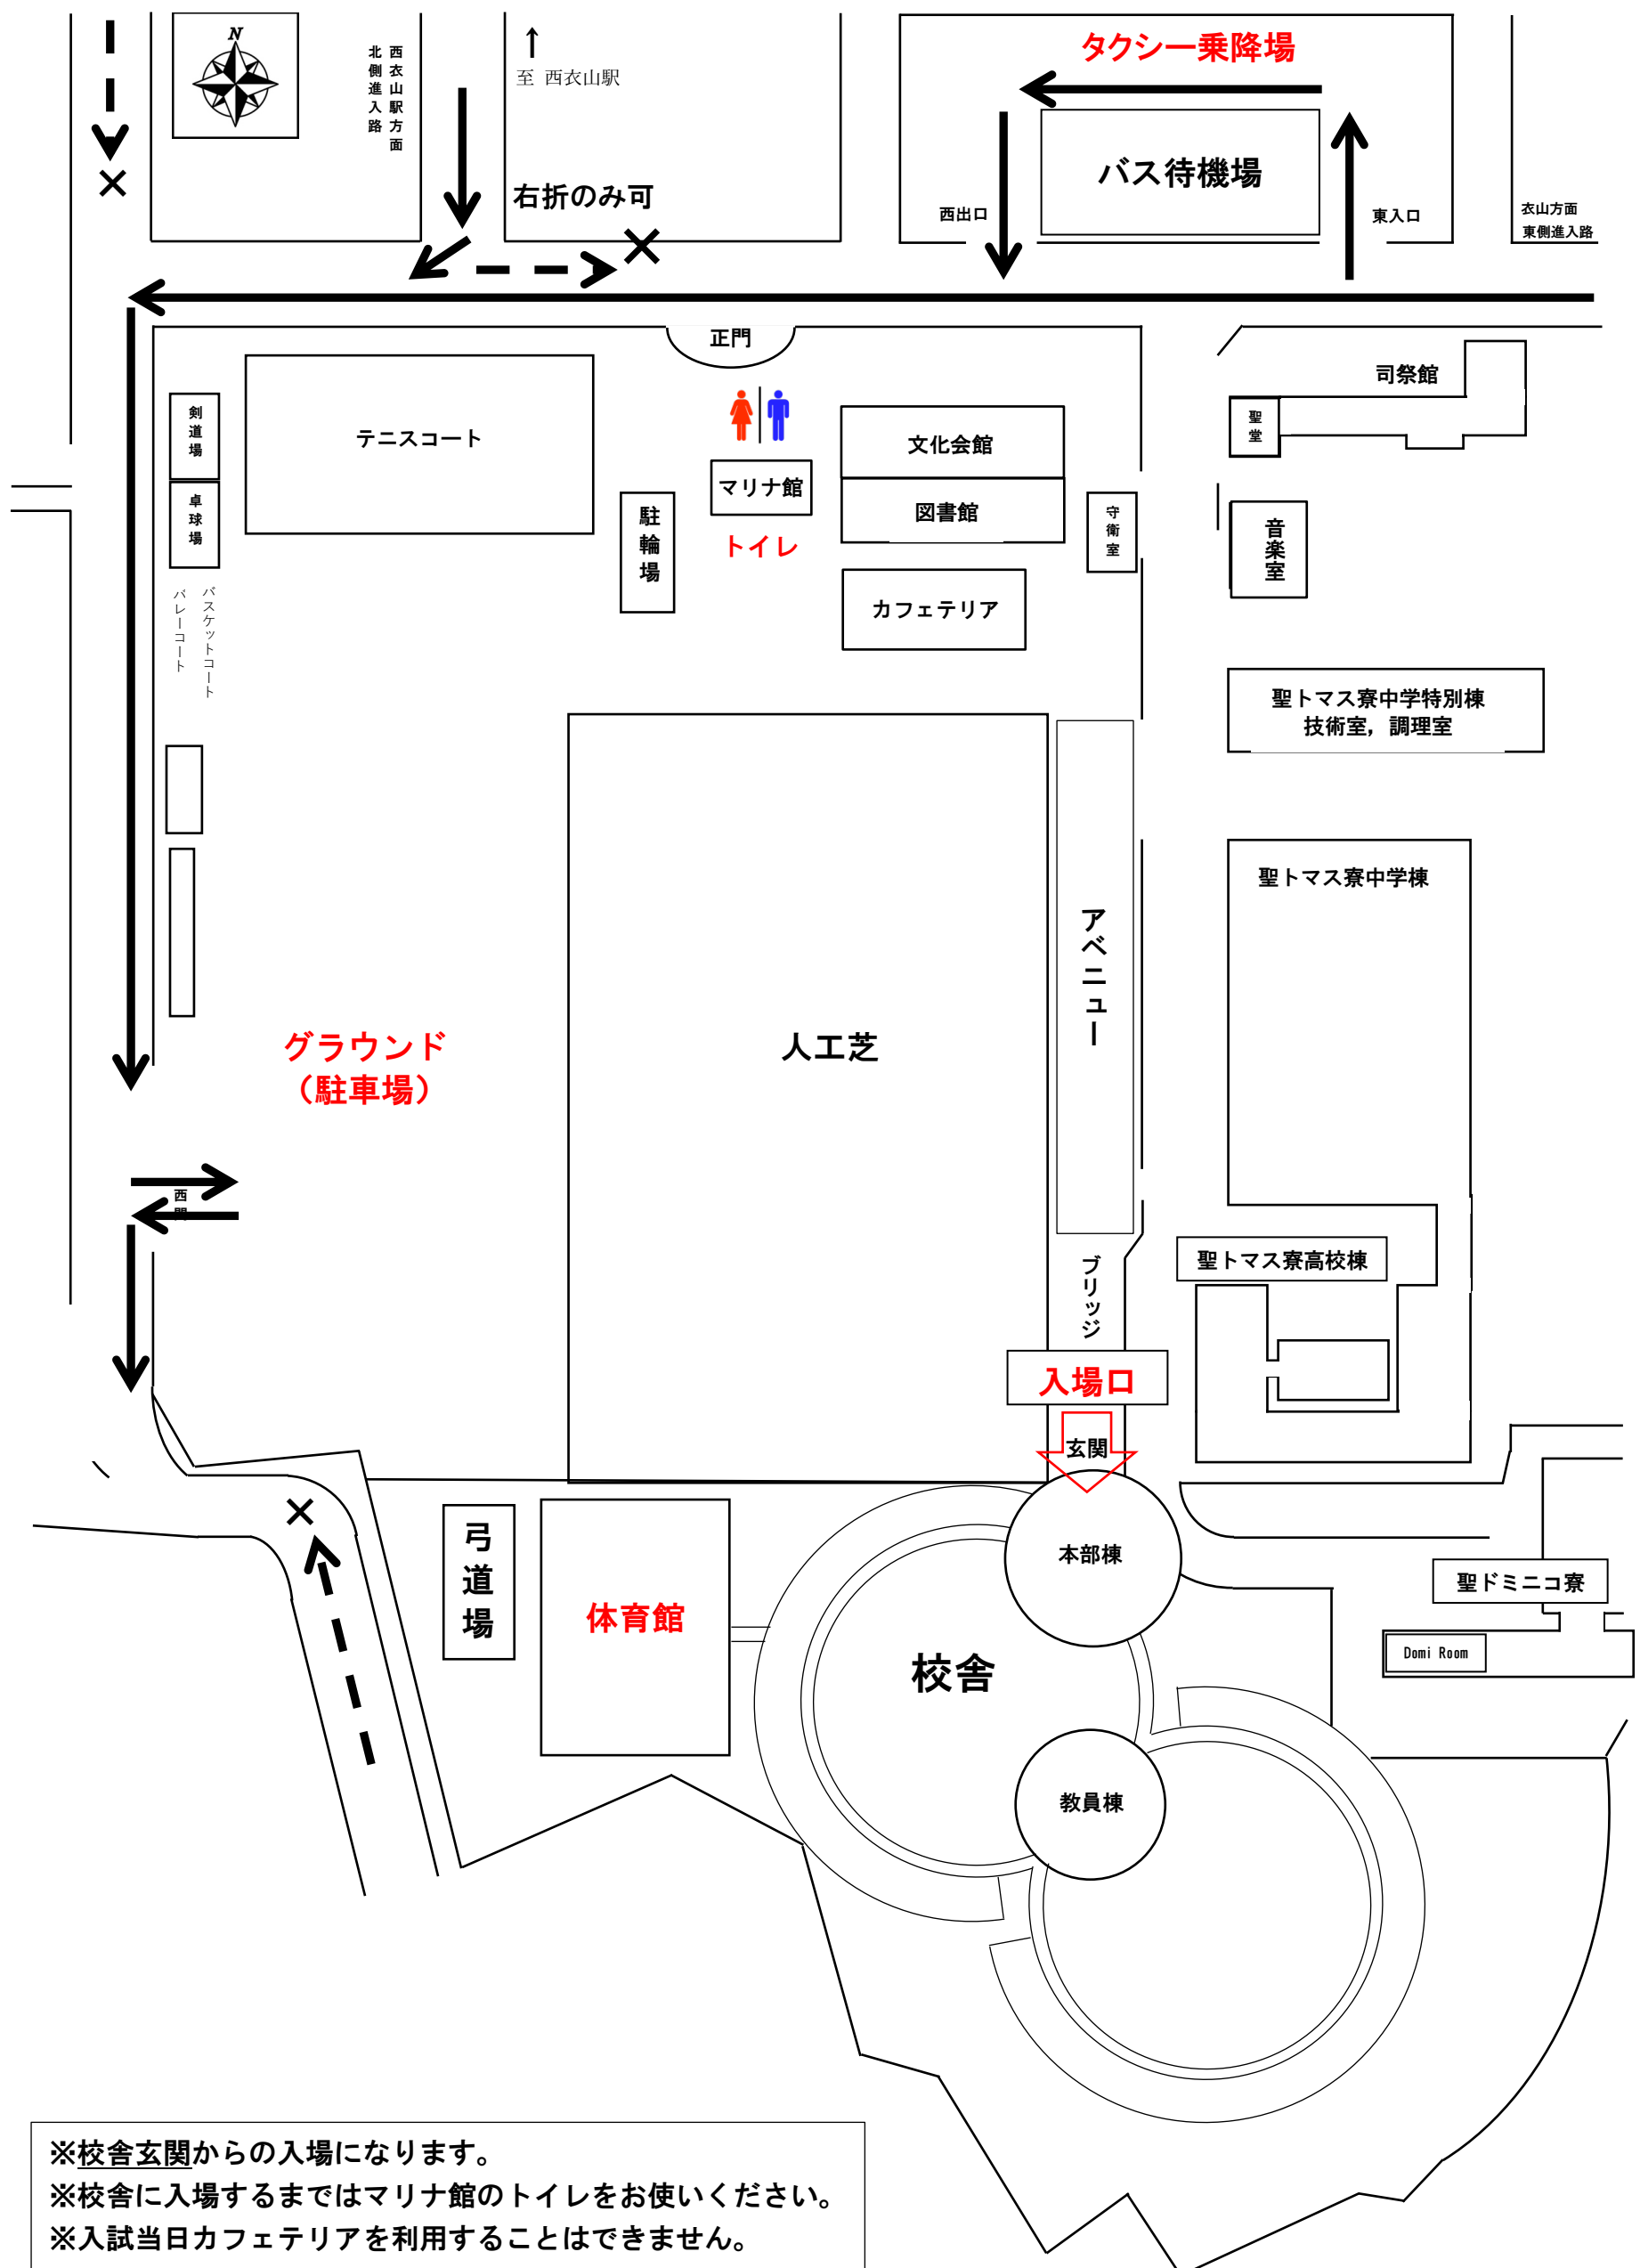 N
西衣山駅方面
北側進入路
↑
至 西衣山駅
右折のみ可
タクシー乗降場
バス待機場
西出口
東入口
衣山方面
東側進入路
正門
司祭館
聖堂
剣道場
テニスコート
文化会館
マリナ館
図書館
駐輪場
守衛室
音楽室
卓球場
トイレ
カフェテリア
バスケットコート
バレーコート
聖トマス寮中学特別棟
技術室，調理室
聖トマス寮中学棟
アベニュー
グラウンド
（駐車場）
人工芝
西門
聖トマス寮高校棟
ブリッジ
入場口
玄関
弓道場
本部棟
聖ドミニコ寮
体育館
Domi Room
校舎
教員棟
※校舎玄関からの入場になります。
※校舎に入場するまではマリナ館のトイレをお使いください。
※入試当日カフェテリアを利用することはできません。